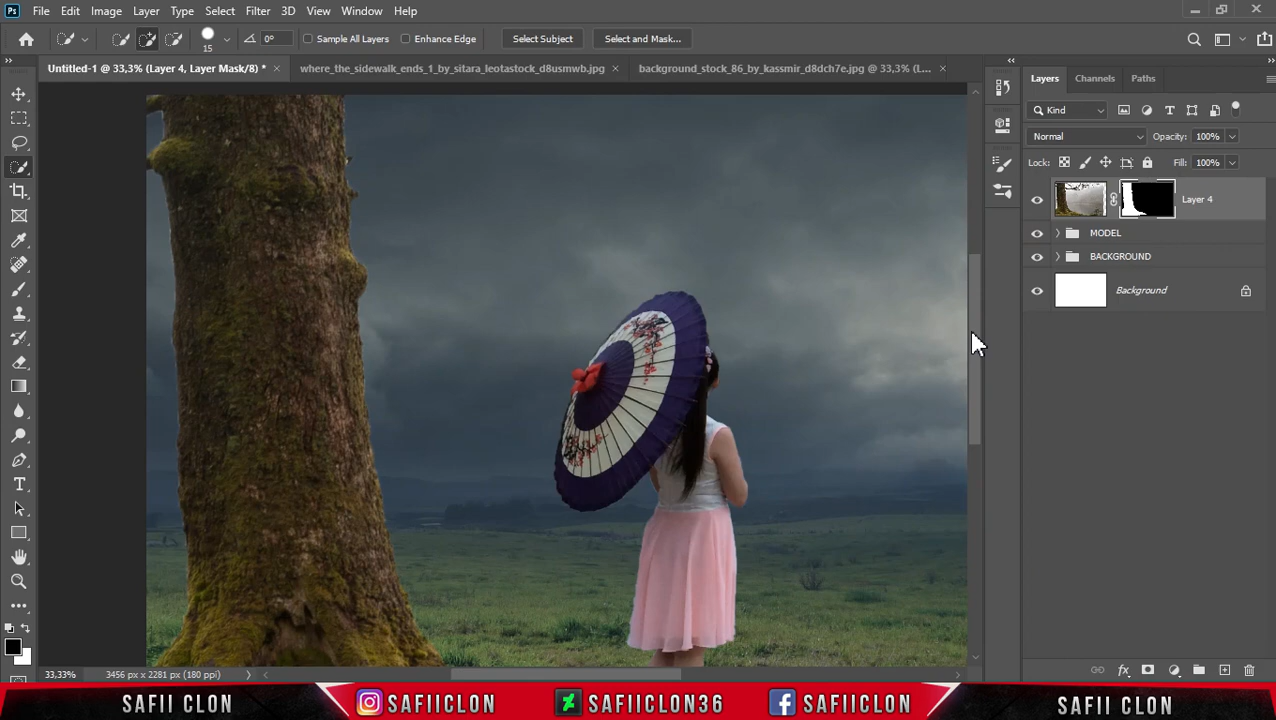 Ps File Edit Image Layer Type Select Filter 3D View Window Help
15 0° Sample All Layers Enhance Edge Select Subject Select and Mask...
Untitled-1 @ 33,3% (Layer 4, Layer Mask/8) * × where_the_sidewalk_ends_1_by_sitara_leotastock_d8usmwb.jpg × background_stock_86_by_kassmir_d8dch7e.jpg @ 33,3% (L... ×
Layers Channels Paths
Kind
Normal Opacity: 100%
Lock: Fill: 100%
Layer 4
MODEL
BACKGROUND
Background
33,33% 3456 px x 2281 px (180 ppi)
SAFII CLON SAFIICLON SAFIICLON36 SAFIICLON SAFII CLON